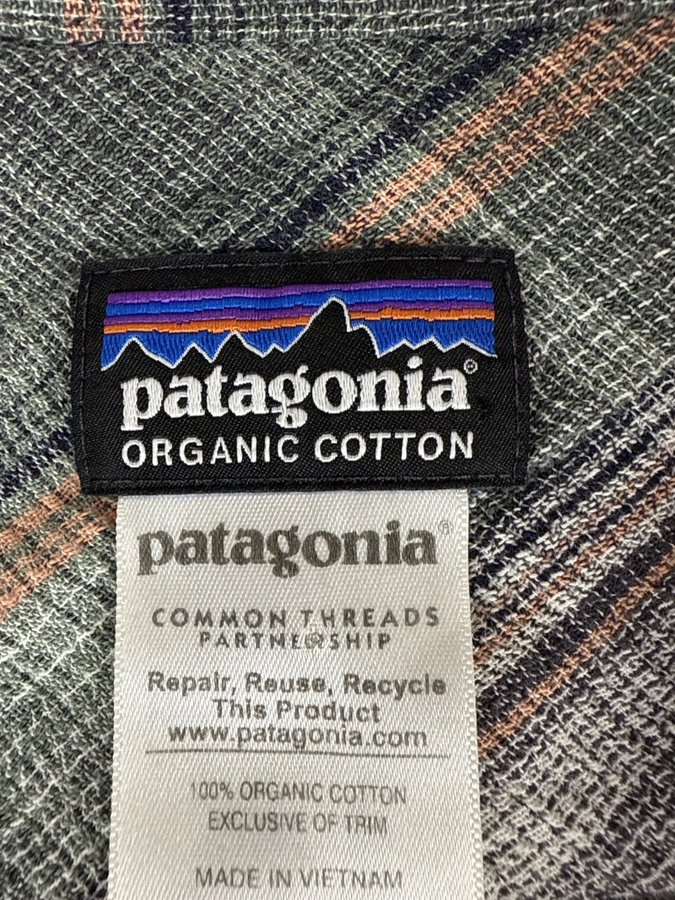 patagonia®
ORGANIC COTTON
patagonia®
COMMON THREADS
PARTNERSHIP
Repair, Reuse, Recycle
This Product
www.patagonia.com
100% ORGANIC COTTON
EXCLUSIVE OF TRIM
MADE IN VIETNAM